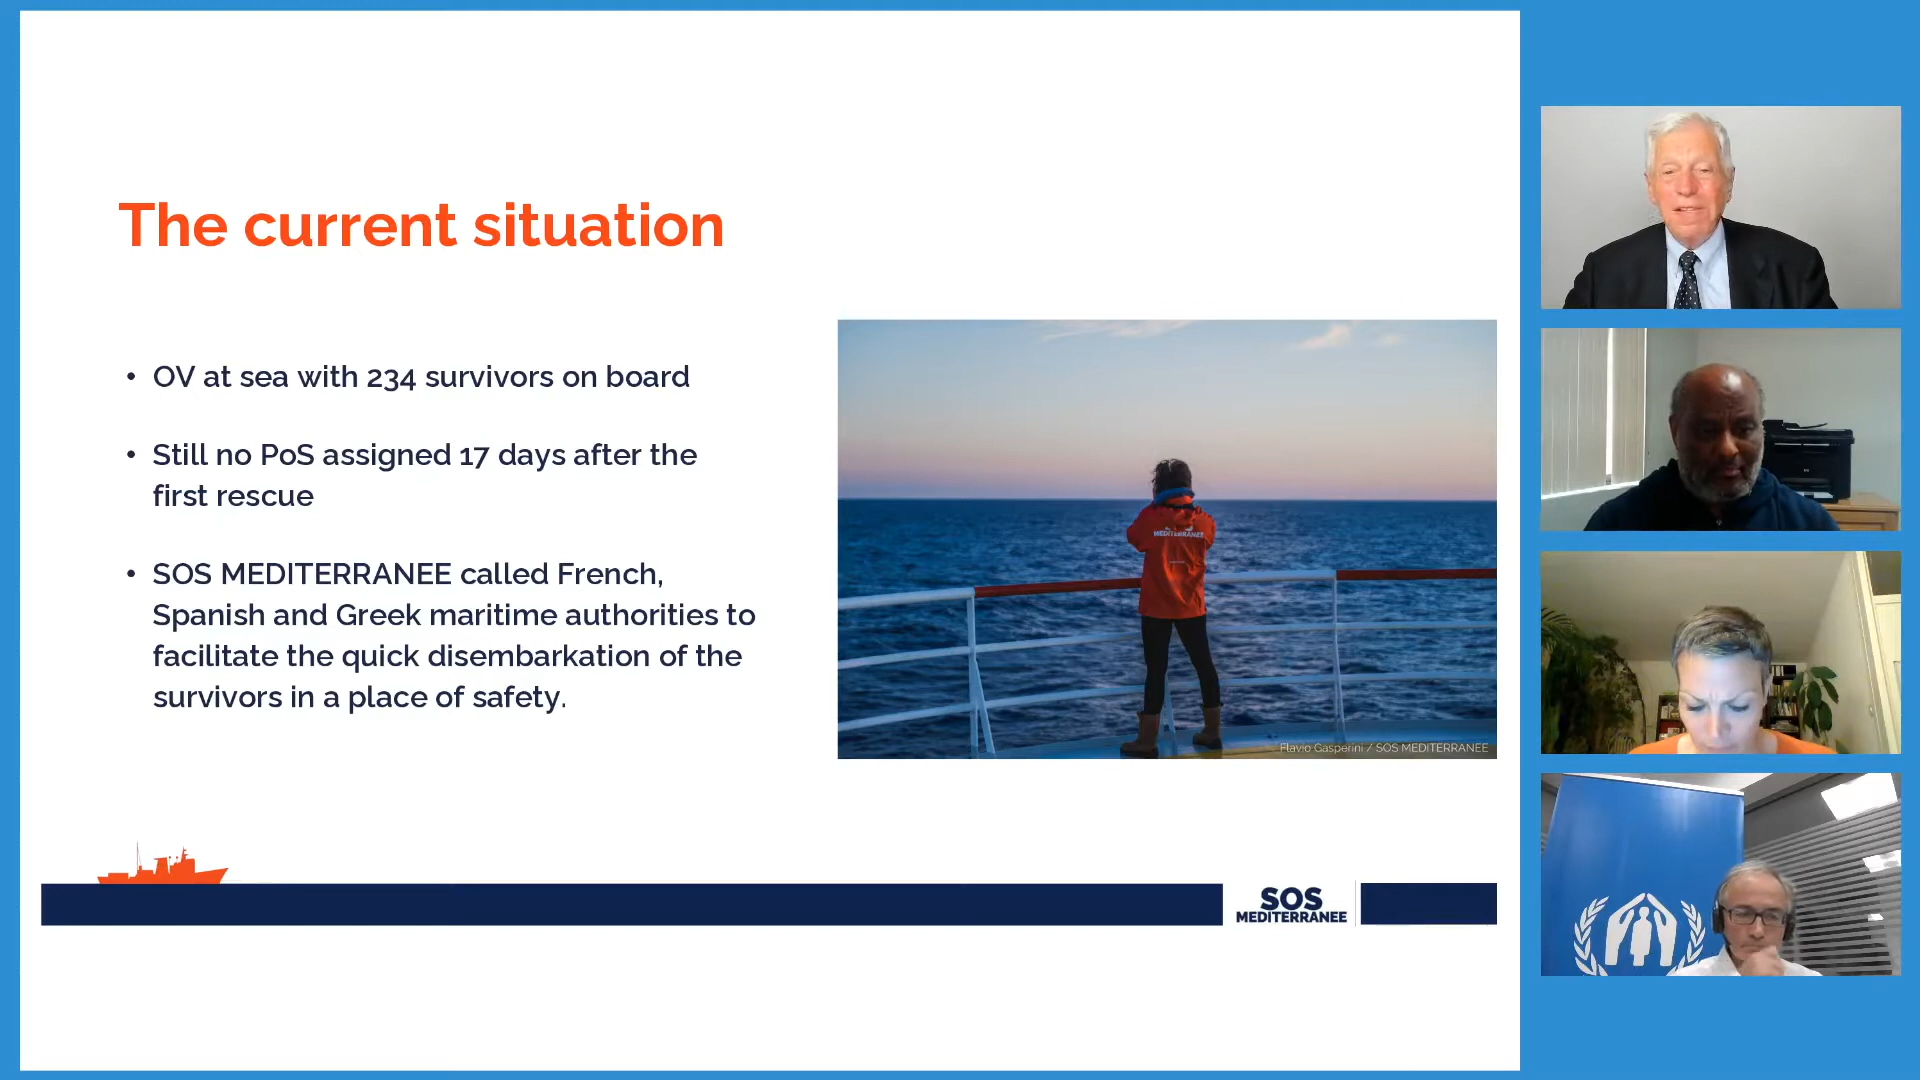 The current situation
• OV at sea with 234 survivors on board
• Still no PoS assigned 17 days after the
first rescue
• SOS MEDITERRANEE called French,
Spanish and Greek maritime authorities to
facilitate the quick disembarkation of the
survivors in a place of safety.
MEDITERRANEE
Flavio Gasperini / SOS MEDITERRANEE
SOS
MEDITERRANEE